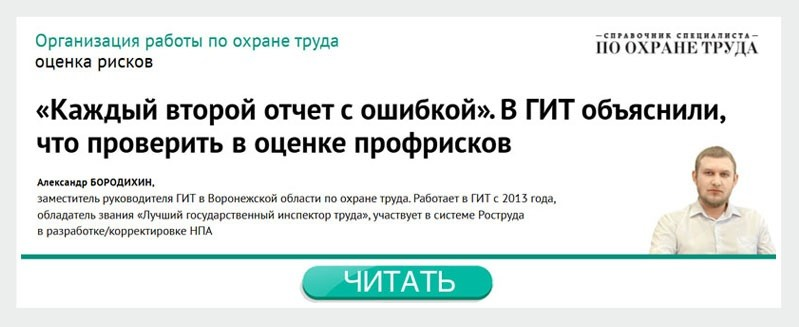 Организация работы по охране труда
оценка рисков
СПРАВОЧНИК СПЕЦИАЛИСТА
ПО ОХРАНЕ ТРУДА
«Каждый второй отчет с ошибкой». В ГИТ объяснили,
что проверить в оценке профрисков
Александр БОРОДИХИН,
заместитель руководителя ГИТ в Воронежской области по охране труда. Работает в ГИТ с 2013 года,
обладатель звания «Лучший государственный инспектор труда», участвует в системе Роструда
в разработке/корректировке НПА
ЧИТАТЬ